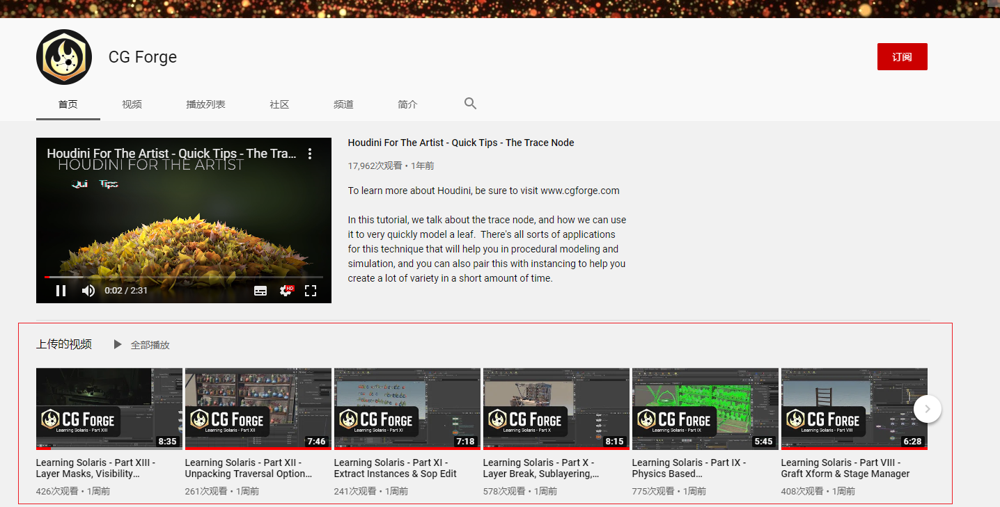 CG Forge
订阅
首页 视频 播放列表 社区 频道 简介
Houdini For The Artist - Quick Tips - The Tra...
HOUDINI FOR THE ARTIST
Qui Tips
0:02 / 2:31
HD
Houdini For The Artist - Quick Tips - The Trace Node
17,962次观看 • 1年前
To learn more about Houdini, be sure to visit www.cgforge.com
In this tutorial, we talk about the trace node, and how we can use
it to very quickly model a leaf.  There's all sorts of applications
for this technique that will help you in procedural modeling and
simulation, and you can also pair this with instancing to help you
create a lot of variety in a short amount of time.
上传的视频 全部播放
CG Forge
Learning Solaris - Part XIII
8:35
Learning Solaris - Part XIII -
Layer Masks, Visibility...
426次观看 • 1周前
CG Forge
Learning Solaris - Part XII
7:46
Learning Solaris - Part XII -
Unpacking Traversal Option...
261次观看 • 1周前
CG Forge
Learning Solaris - Part XI
7:18
Learning Solaris - Part XI -
Extract Instances & Sop Edit
241次观看 • 1周前
CG Forge
Learning Solaris - Part X
8:15
Learning Solaris - Part X -
Layer Break, Sublayering,...
578次观看 • 1周前
CG Forge
Learning Solaris - Part IX
5:45
Learning Solaris - Part IX -
Physics Based...
775次观看 • 1周前
CG Forge
Learning Solaris - Part VIII
6:28
Learning Solaris - Part VIII -
Graft Xform & Stage Manager
408次观看 • 1周前